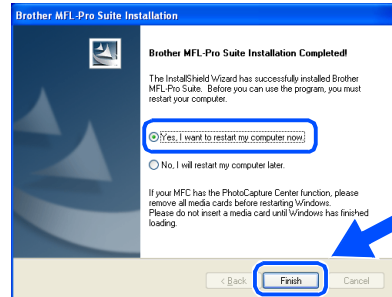 Brother MFL-Pro Suite Installation
Brother MFL-Pro Suite Installation Completed!
The InstallShield Wizard has successfully installed Brother
MFL-Pro Suite. Before you can use the program, you must
restart your computer.
Yes, I want to restart my computer now.
No, I will restart my computer later.
If your MFC has the PhotoCapture Center function, please
remove all media cards before restarting Windows.
Please do not insert a media card until Windows has finished
loading.
< Back Finish Cancel